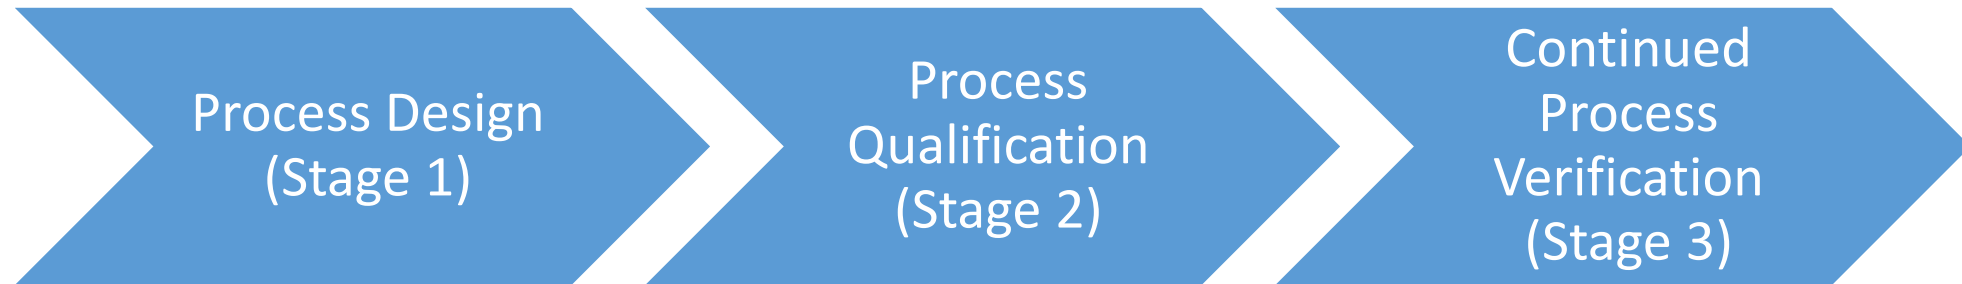 Process Design
(Stage 1)
Process
Qualification
(Stage 2)
Continued
Process
Verification
(Stage 3)